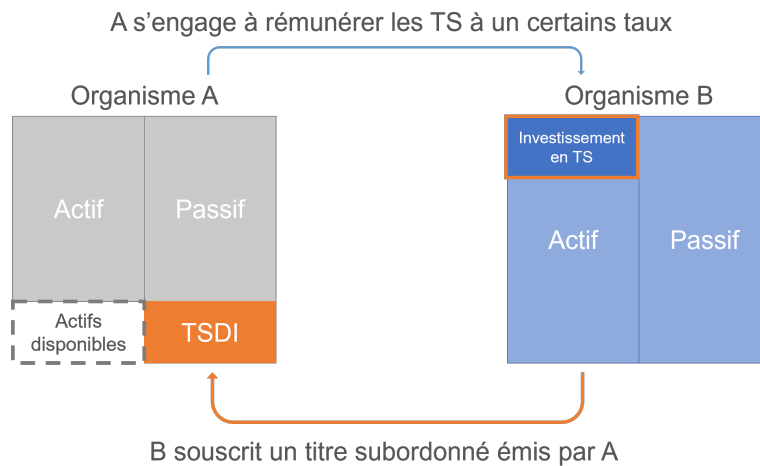 A s’engage à rémunérer les TS à un certains taux
Organisme A
Organisme B
Investissement
en TS
Actif
Passif
Actif
Passif
Actifs
disponibles
TSDI
B souscrit un titre subordonné émis par A